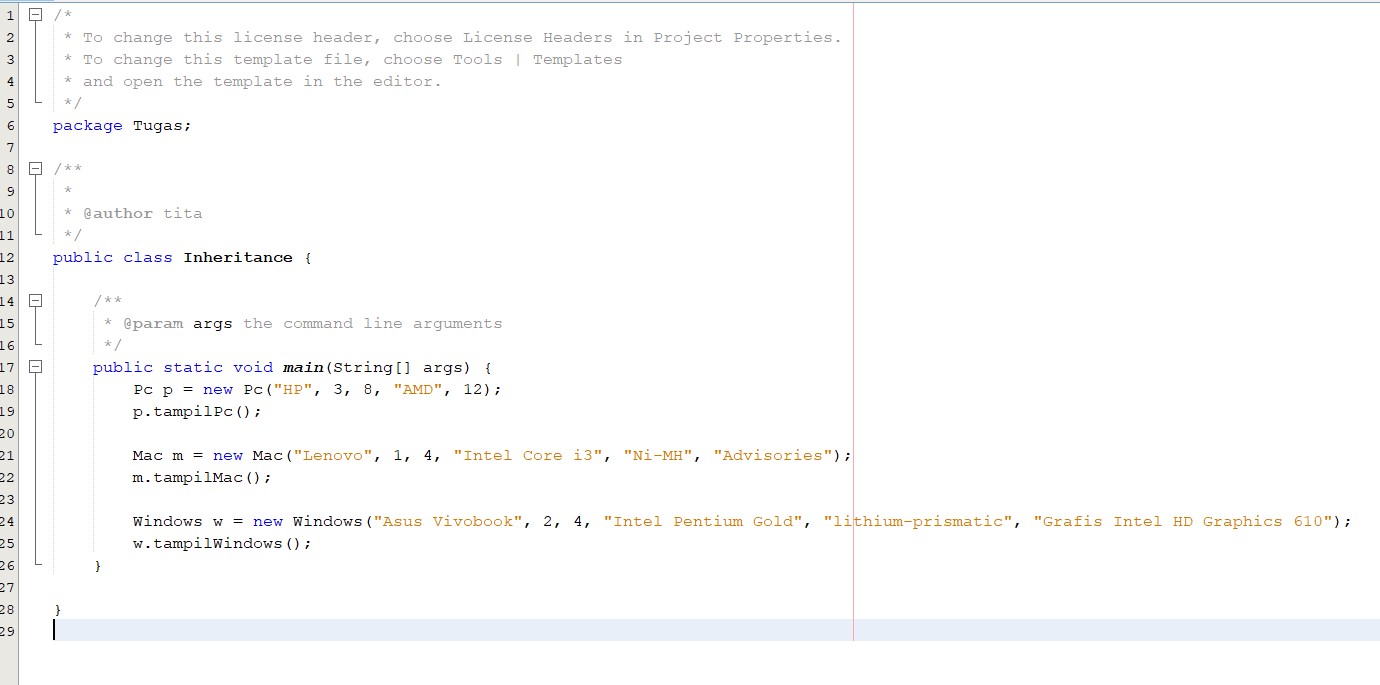 1 /*
2 * To change this license header, choose License Headers in Project Properties.
3 * To change this template file, choose Tools | Templates
4 * and open the template in the editor.
5 */
6 package Tugas;
7
8 /**
9 *
10 * @author tita
11 */
12 public class Inheritance {
13
14 /**
15 * @param args the command line arguments
16 */
17 public static void main(String[] args) {
18 Pc p = new Pc("HP", 3, 8, "AMD", 12);
19 p.tampilPc();
20
21 Mac m = new Mac("Lenovo", 1, 4, "Intel Core i3", "Ni-MH", "Advisories");
22 m.tampilMac();
23
24 Windows w = new Windows("Asus Vivobook", 2, 4, "Intel Pentium Gold", "lithium-prismatic", "Grafis Intel HD Graphics 610");
25 w.tampilWindows();
26 }
27
28 }
29